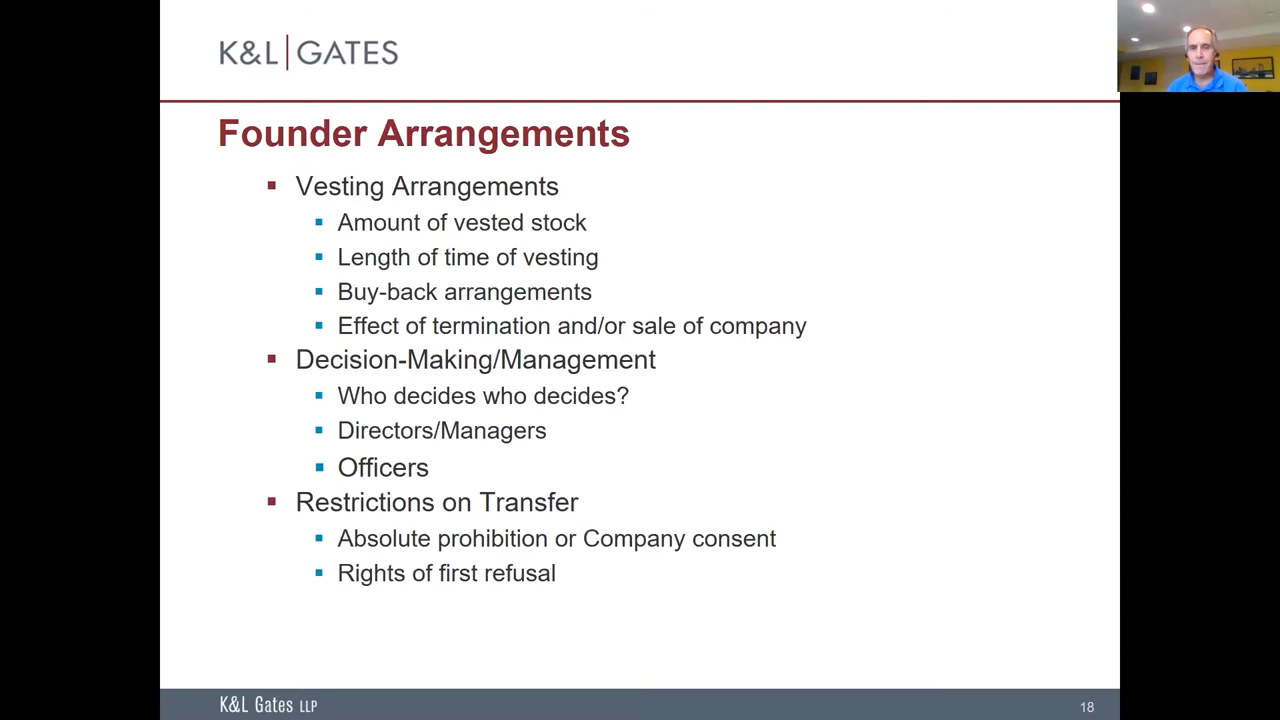 K&L|GATES
Founder Arrangements
Vesting Arrangements
Amount of vested stock
Length of time of vesting
Buy-back arrangements
Effect of termination and/or sale of company
Decision-Making/Management
Who decides who decides?
Directors/Managers
Officers
Restrictions on Transfer
Absolute prohibition or Company consent
Rights of first refusal
K&L Gates LLP
18